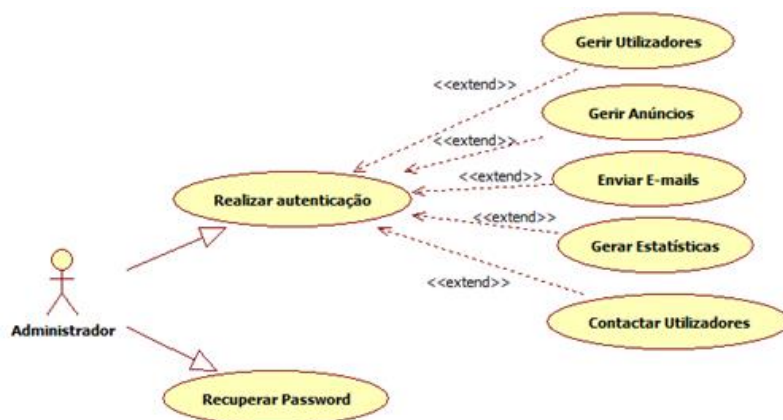 Gerir Utilizadores
<<extend>>
Gerir Anúncios
<<extend>>
Enviar E-mails
<<extend>>
Realizar autenticação
Gerar Estatísticas
<<extend>>
<<extend>>
Contactar Utilizadores
Administrador
Recuperar Password